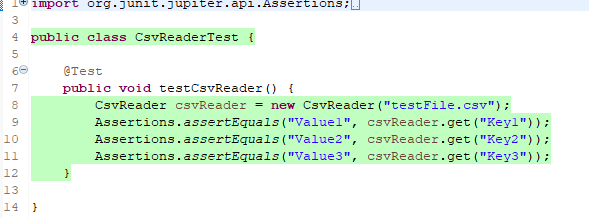 1 import org.junit.jupiter.api.Assertions;
3
4 public class CsvReaderTest {
5
6 @Test
7 public void testCsvReader() {
8 CsvReader csvReader = new CsvReader("testFile.csv");
9 Assertions.assertEquals("Value1", csvReader.get("Key1"));
10 Assertions.assertEquals("Value2", csvReader.get("Key2"));
11 Assertions.assertEquals("Value3", csvReader.get("Key3"));
12 }
13
14 }